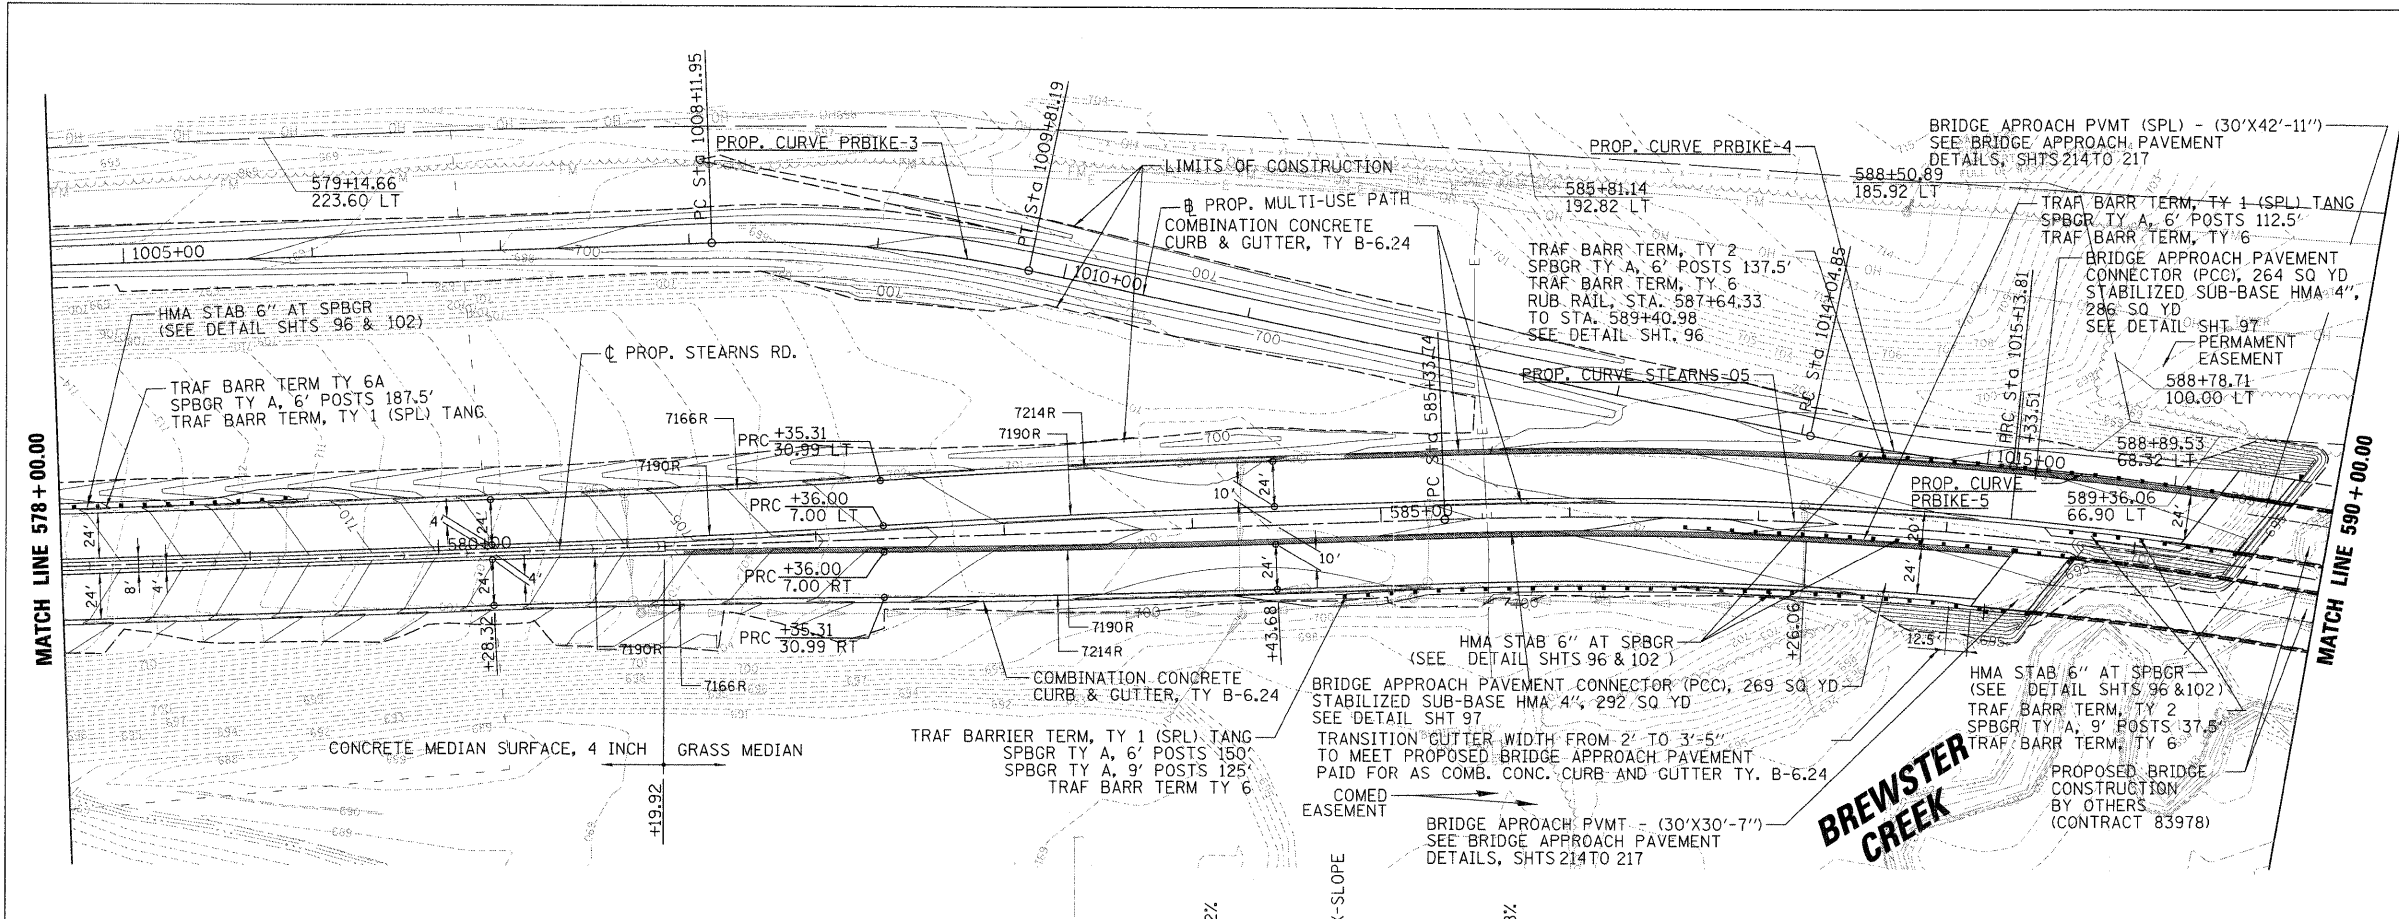 MATCH LINE 578 + 00.00
579+14.66
223.60 LT
1005+00
PC Sta 1008+11.95
PROP. CURVE PRBIKE-3
PT Sta 1009+81.19
LIMITS OF CONSTRUCTION
PROP. MULTI-USE PATH
COMBINATION CONCRETE
CURB & GUTTER, TY B-6.24
1010+00
PROP. CURVE PRBIKE-4
585+81.14
192.82 LT
588+50.89
185.92 LT
BRIDGE APROACH PVMT (SPL) - (30'X42'-11")
SEE BRIDGE APPROACH PAVEMENT
DETAILS, SHTS 214 TO 217
TRAF BARR TERM, TY 1 (SPL) TANG
SPBGR TY A, 6' POSTS 112.5'
TRAF BARR TERM, TY 6
BRIDGE APPROACH PAVEMENT
CONNECTOR (PCC), 264 SQ YD
STABILIZED SUB-BASE HMA 4",
286 SQ YD
SEE DETAIL SHT 97
PERMAMENT
EASEMENT
588+78.71
100.00 LT
TRAF BARR TERM, TY 2
SPBGR TY A, 6' POSTS 137.5'
TRAF BARR TERM, TY 6
RUB RAIL, STA. 587+64.33
TO STA. 589+40.98
SEE DETAIL SHT. 96
PROP. CURVE STEARNS-05
PC Sta 585+33.74
PC Sta 1014+04.85
PRC Sta 1015+13.81
+33.51
588+89.53
68.32 LT
1015+00
PROP. CURVE
PRBIKE-5
589+36.06
66.90 LT
MATCH LINE 590 + 00.00
HMA STAB 6" AT SPBGR
(SEE DETAIL SHTS 96 & 102)
℄ PROP. STEARNS RD.
TRAF BARR TERM TY 6A
SPBGR TY A, 6' POSTS 187.5'
TRAF BARR TERM, TY 1 (SPL) TANG
7166R
7190R
PRC +35.31
30.99 LT
7214R
7190R
PRC +36.00
7.00 LT
580+00
585+00
24'
24'
8'
4'
4'
24'
24'
4'
10'
24'
24'
10'
20'
24'
24'
PRC +36.00
7.00 RT
PRC +35.31
30.99 RT
+28.32
7190R
7166R
7190R
7214R
+43.68
+26.06
12.5'
COMBINATION CONCRETE
CURB & GUTTER, TY B-6.24
CONCRETE MEDIAN SURFACE, 4 INCH
GRASS MEDIAN
+19.92
TRAF BARRIER TERM, TY 1 (SPL) TANG
SPBGR TY A, 6' POSTS 150'
SPBGR TY A, 9' POSTS 125'
TRAF BARR TERM TY 6
HMA STAB 6" AT SPBGR
(SEE DETAIL SHTS 96 & 102 )
BRIDGE APPROACH PAVEMENT CONNECTOR (PCC), 269 SQ YD
STABILIZED SUB-BASE HMA 4", 292 SQ YD
SEE DETAIL SHT 97
TRANSITION GUTTER WIDTH FROM 2' TO 3'-5"
TO MEET PROPOSED BRIDGE APPROACH PAVEMENT
PAID FOR AS COMB. CONC. CURB AND GUTTER TY. B-6.24
COMED
EASEMENT
BRIDGE APROACH PVMT - (30'X30'-7")
SEE BRIDGE APPROACH PAVEMENT
DETAILS, SHTS 214 TO 217
BREWSTER
CREEK
HMA STAB 6" AT SPBGR
(SEE DETAIL SHTS 96 &102)
TRAF BARR TERM, TY 2
SPBGR TY A, 9' POSTS 37.5'
TRAF BARR TERM, TY 6
PROPOSED BRIDGE
CONSTRUCTION
BY OTHERS
(CONTRACT 83978)